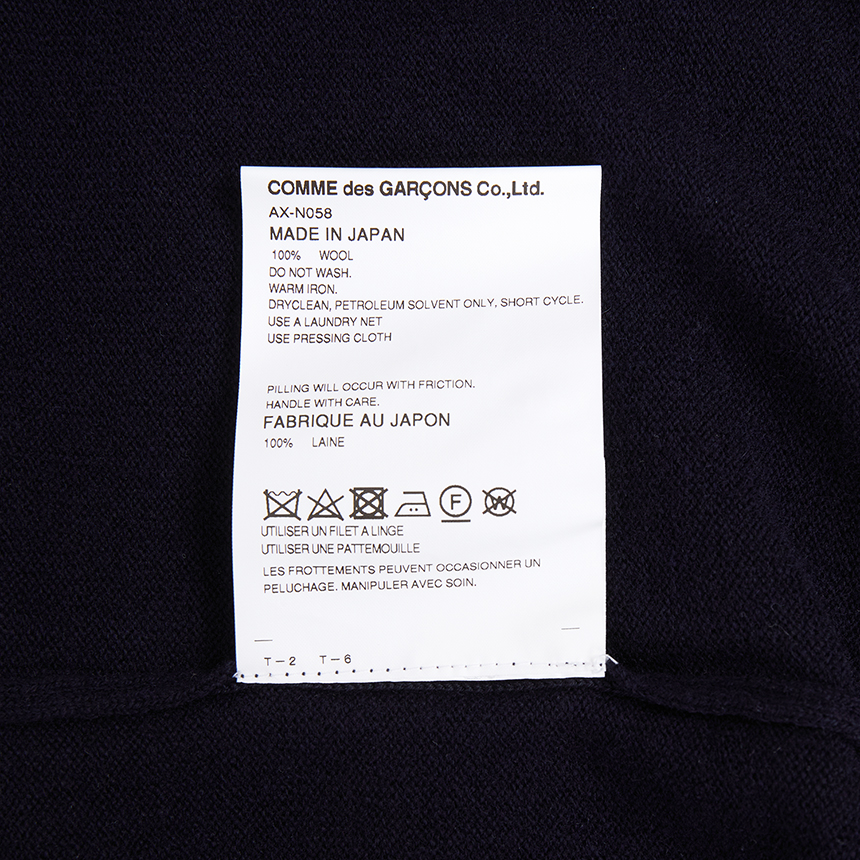 COMME des GARÇONS Co.,Ltd.
AX-N058
MADE IN JAPAN
100% WOOL
DO NOT WASH.
WARM IRON.
DRYCLEAN, PETROLEUM SOLVENT ONLY, SHORT CYCLE.
USE A LAUNDRY NET
USE PRESSING CLOTH
PILLING WILL OCCUR WITH FRICTION.
HANDLE WITH CARE.
FABRIQUE AU JAPON
100% LAINE
F W
UTILISER UN FILET A LINGE
UTILISER UNE PATTEMOUILLE
LES FROTTEMENTS PEUVENT OCCASIONNER UN
PELUCHAGE. MANIPULER AVEC SOIN.
T-2 T-6